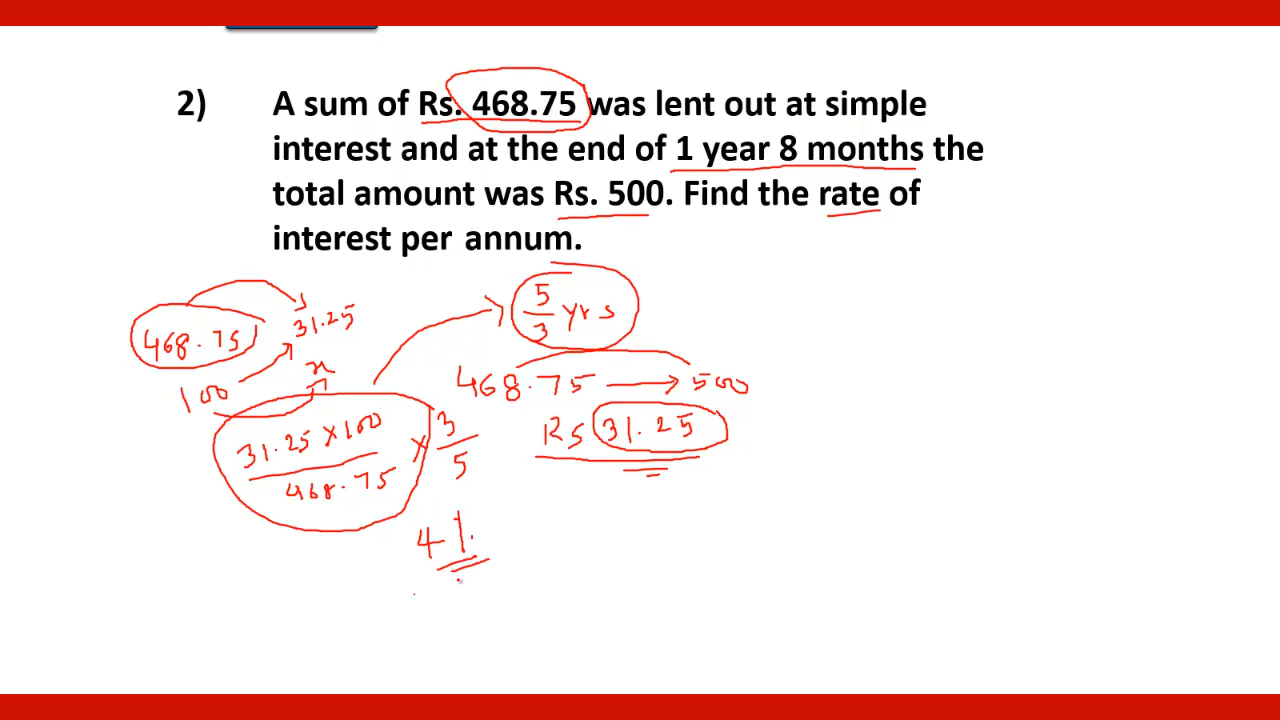 2) A sum of Rs. 468.75 was lent out at simple
interest and at the end of 1 year 8 months the
total amount was Rs. 500. Find the rate of
interest per annum.
5/3 yrs
468.75 31.25
100 x
468.75 → 500
Rs 31.25
31.25 × 100 / 468.75 × 3/5
4%